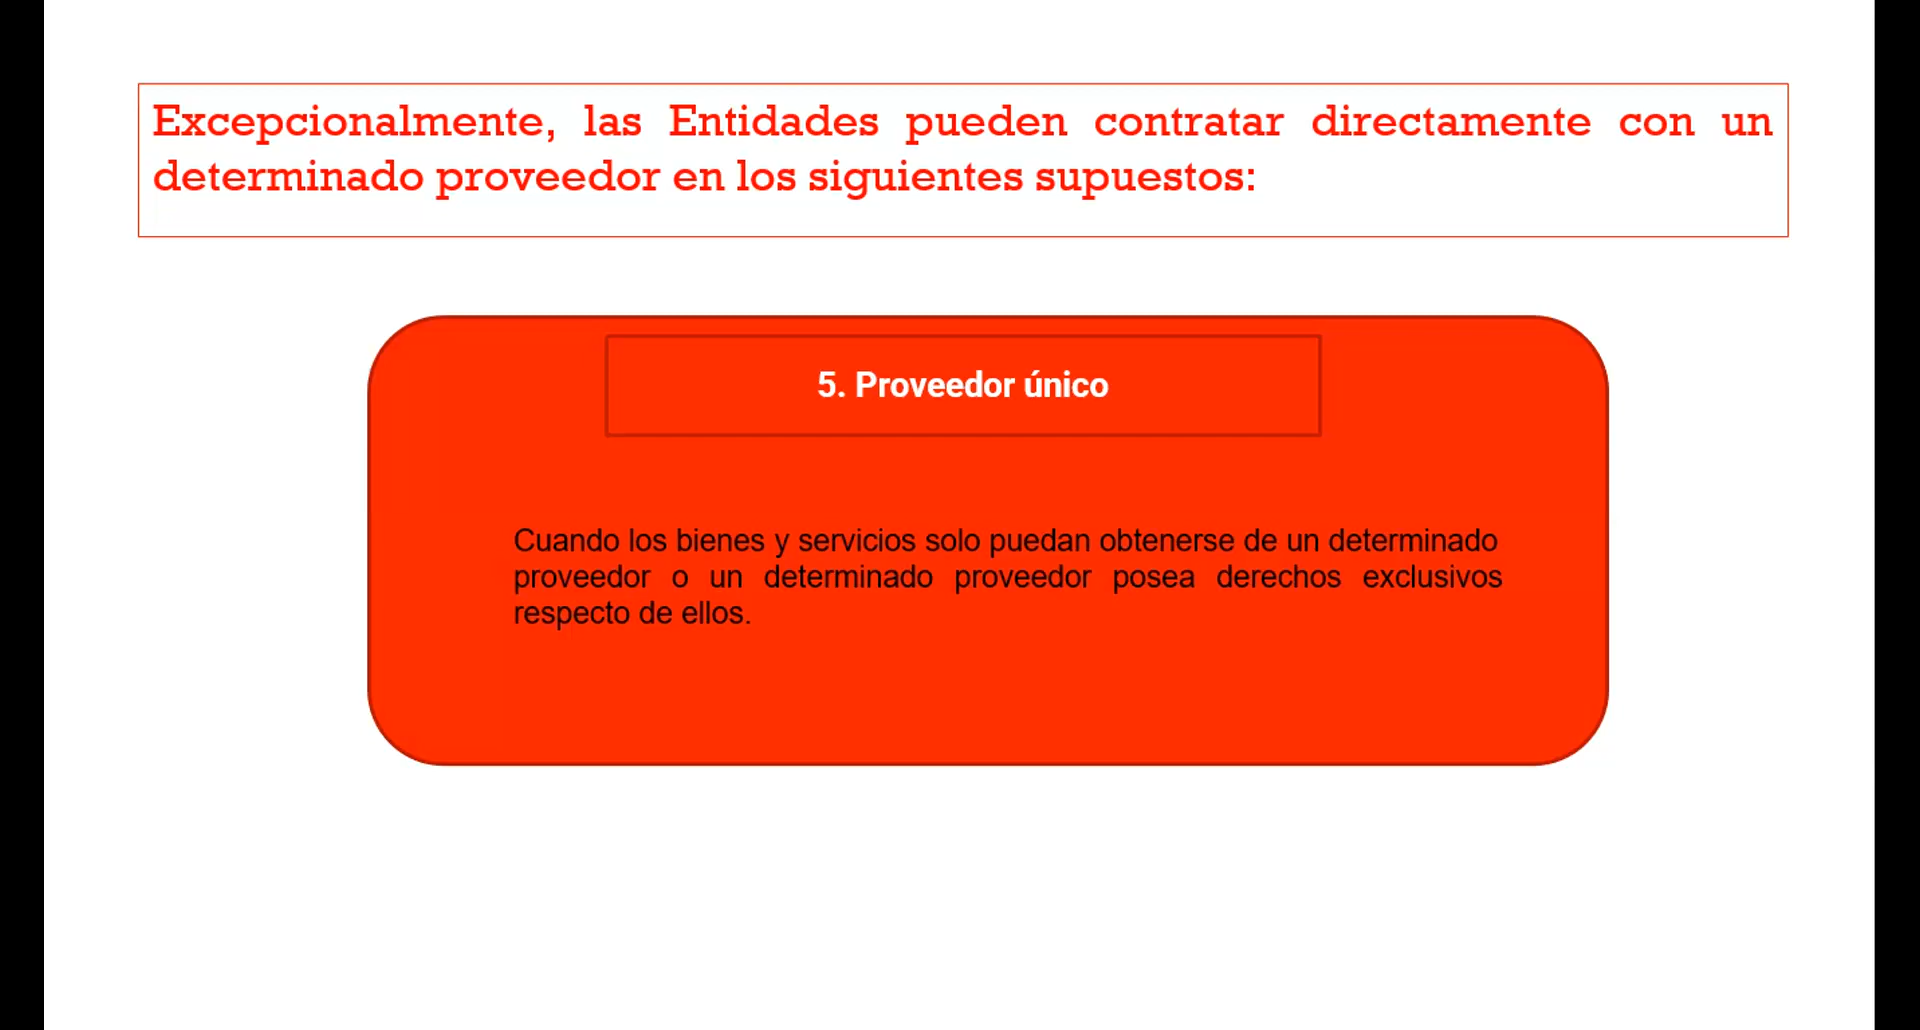 Excepcionalmente, las Entidades pueden contratar directamente con un
determinado proveedor en los siguientes supuestos:
5. Proveedor único
Cuando los bienes y servicios solo puedan obtenerse de un determinado
proveedor o un determinado proveedor posea derechos exclusivos
respecto de ellos.